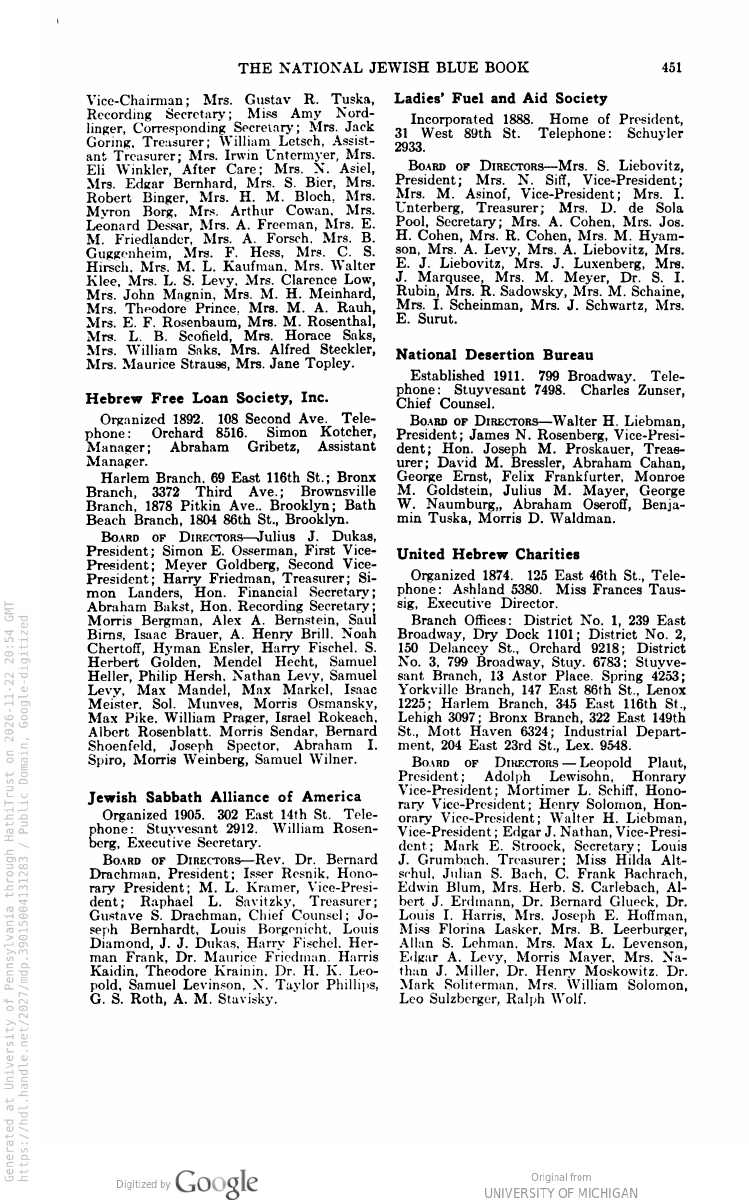 THE NATIONAL JEWISH BLUE BOOK 451
Vice-Chairman; Mrs. Gustav R. Tuska,
Recording Secretary; Miss Amy Nord-
linger, Corresponding Secretary; Mrs. Jack
Goring, Treasurer; William Letsch, Assist-
ant Treasurer; Mrs. Irwin Untermyer, Mrs.
Eli Winkler, After Care; Mrs. N. Asiel,
Mrs. Edgar Bernhard, Mrs. S. Bier, Mrs.
Robert Binger, Mrs. H. M. Bloch, Mrs.
Myron Borg, Mrs. Arthur Cowan, Mrs.
Leonard Dessar, Mrs. A. Freeman, Mrs. E.
M. Friedlander, Mrs. A. Forsch, Mrs. B.
Guggenheim, Mrs. F. Hess, Mrs. C. S.
Hirsch, Mrs. M. L. Kaufman, Mrs. Walter
Klee, Mrs. L. S. Levy, Mrs. Clarence Low,
Mrs. John Magnin, Mrs. M. H. Meinhard,
Mrs. Theodore Prince, Mrs. M. A. Rauh,
Mrs. E. F. Rosenbaum, Mrs. M. Rosenthal,
Mrs. L. B. Scofield, Mrs. Horace Saks,
Mrs. William Saks, Mrs. Alfred Steckler,
Mrs. Maurice Strauss, Mrs. Jane Topley.
Hebrew Free Loan Society, Inc.
Organized 1892. 108 Second Ave. Tele-
phone: Orchard 8516. Simon Kotcher,
Manager; Abraham Gribetz, Assistant
Manager.
Harlem Branch, 69 East 116th St.; Bronx
Branch, 3372 Third Ave.; Brownsville
Branch, 1878 Pitkin Ave., Brooklyn; Bath
Beach Branch, 1804 86th St., Brooklyn.
BOARD OF DIRECTORS—Julius J. Dukas,
President; Simon E. Osserman, First Vice-
President; Meyer Goldberg, Second Vice-
President; Harry Friedman, Treasurer; Si-
mon Landers, Hon. Financial Secretary;
Abraham Bakst, Hon. Recording Secretary;
Morris Bergman, Alex A. Bernstein, Saul
Birns, Isaac Brauer, A. Henry Brill, Noah
Chertoff, Hyman Ensler, Harry Fischel, S.
Herbert Golden, Mendel Hecht, Samuel
Heller, Philip Hersh, Nathan Levy, Samuel
Levy, Max Mandel, Max Markel, Isaac
Meister, Sol. Munves, Morris Osmansky,
Max Pike, William Prager, Israel Rokeach,
Albert Rosenblatt, Morris Sendar, Bernard
Shoenfeld, Joseph Spector, Abraham I.
Spiro, Morris Weinberg, Samuel Wilner.
Jewish Sabbath Alliance of America
Organized 1905. 302 East 14th St. Tele-
phone: Stuyvesant 2912. William Rosen-
berg, Executive Secretary.
BOARD OF DIRECTORS—Rev. Dr. Bernard
Drachman, President; Isser Resnik, Hono-
rary President; M. L. Kramer, Vice-Presi-
dent; Raphael L. Savitzky, Treasurer;
Gustave S. Drachman, Chief Counsel; Jo-
seph Bernhardt, Louis Borgenicht, Louis
Diamond, J. J. Dukas, Harry Fischel, Her-
man Frank, Dr. Maurice Friedman, Harris
Kaidin, Theodore Krainin, Dr. H. K. Leo-
pold, Samuel Levinson, N. Taylor Phillips,
G. S. Roth, A. M. Stavisky.
Ladies' Fuel and Aid Society
Incorporated 1888. Home of President,
31 West 89th St. Telephone: Schuyler
2933.
BOARD OF DIRECTORS—Mrs. S. Liebovitz,
President; Mrs. N. Siff, Vice-President;
Mrs. M. Asinof, Vice-President; Mrs. I.
Unterberg, Treasurer; Mrs. D. de Sola
Pool, Secretary; Mrs. A. Cohen, Mrs. Jos.
H. Cohen, Mrs. R. Cohen, Mrs. M. Hyam-
son, Mrs. A. Levy, Mrs. A. Liebovitz, Mrs.
E. J. Liebovitz, Mrs. J. Luxenberg, Mrs.
J. Marqusee, Mrs. M. Meyer, Dr. S. I.
Rubin, Mrs. R. Sadowsky, Mrs. M. Schaine,
Mrs. I. Scheinman, Mrs. J. Schwartz, Mrs.
E. Surut.
National Desertion Bureau
Established 1911. 799 Broadway. Tele-
phone: Stuyvesant 7498. Charles Zunser,
Chief Counsel.
BOARD OF DIRECTORS—Walter H. Liebman,
President; James N. Rosenberg, Vice-Presi-
dent; Hon. Joseph M. Proskauer, Treas-
urer; David M. Bressler, Abraham Cahan,
George Ernst, Felix Frankfurter, Monroe
M. Goldstein, Julius M. Mayer, George
W. Naumburg,, Abraham Oseroff, Benja-
min Tuska, Morris D. Waldman.
United Hebrew Charities
Organized 1874. 125 East 46th St., Tele-
phone: Ashland 5380. Miss Frances Taus-
sig, Executive Director.
Branch Offices: District No. 1, 239 East
Broadway, Dry Dock 1101; District No. 2,
150 Delancey St., Orchard 9218; District
No. 3, 799 Broadway, Stuy. 6783; Stuyve-
sant Branch, 13 Astor Place, Spring 4253;
Yorkville Branch, 147 East 86th St., Lenox
1225; Harlem Branch, 345 East 116th St.,
Lehigh 3097; Bronx Branch, 322 East 149th
St., Mott Haven 6324; Industrial Depart-
ment, 204 East 23rd St., Lex. 9548.
BOARD OF DIRECTORS — Leopold Plaut,
President; Adolph Lewisohn, Honrary
Vice-President; Mortimer L. Schiff, Hono-
rary Vice-President; Henry Solomon, Hon-
orary Vice-President; Walter H. Liebman,
Vice-President; Edgar J. Nathan, Vice-Presi-
dent; Mark E. Stroock, Secretary; Louis
J. Grumbach, Treasurer; Miss Hilda Alt-
schul, Julian S. Bach, C. Frank Bachrach,
Edwin Blum, Mrs. Herb. S. Carlebach, Al-
bert J. Erdmann, Dr. Bernard Glueck, Dr.
Louis I. Harris, Mrs. Joseph E. Hoffman,
Miss Florina Lasker, Mrs. B. Leerburger,
Allan S. Lehman, Mrs. Max L. Levenson,
Edgar A. Levy, Morris Mayer, Mrs. Na-
than J. Miller, Dr. Henry Moskowitz, Dr.
Mark Soliterman, Mrs. William Solomon,
Leo Sulzberger, Ralph Wolf.
Generated at University of Pennsylvania through HathiTrust on 2026-11-22 20:54 GMT
https://hdl.handle.net/2027/mdp.39015004131283 / Public Domain, Google-digitized
Digitized by Google
Original from
UNIVERSITY OF MICHIGAN